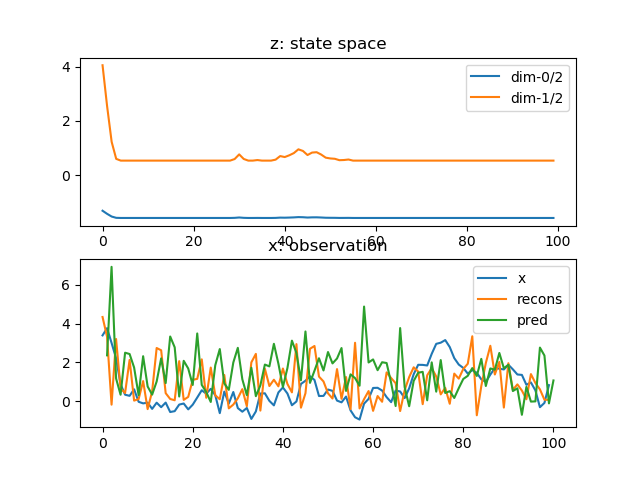 z: state space
4
2
0
dim-0/2
dim-1/2
0 20 40 60 80 100
x: observation
6
4
2
0
x
recons
pred
0 20 40 60 80 100